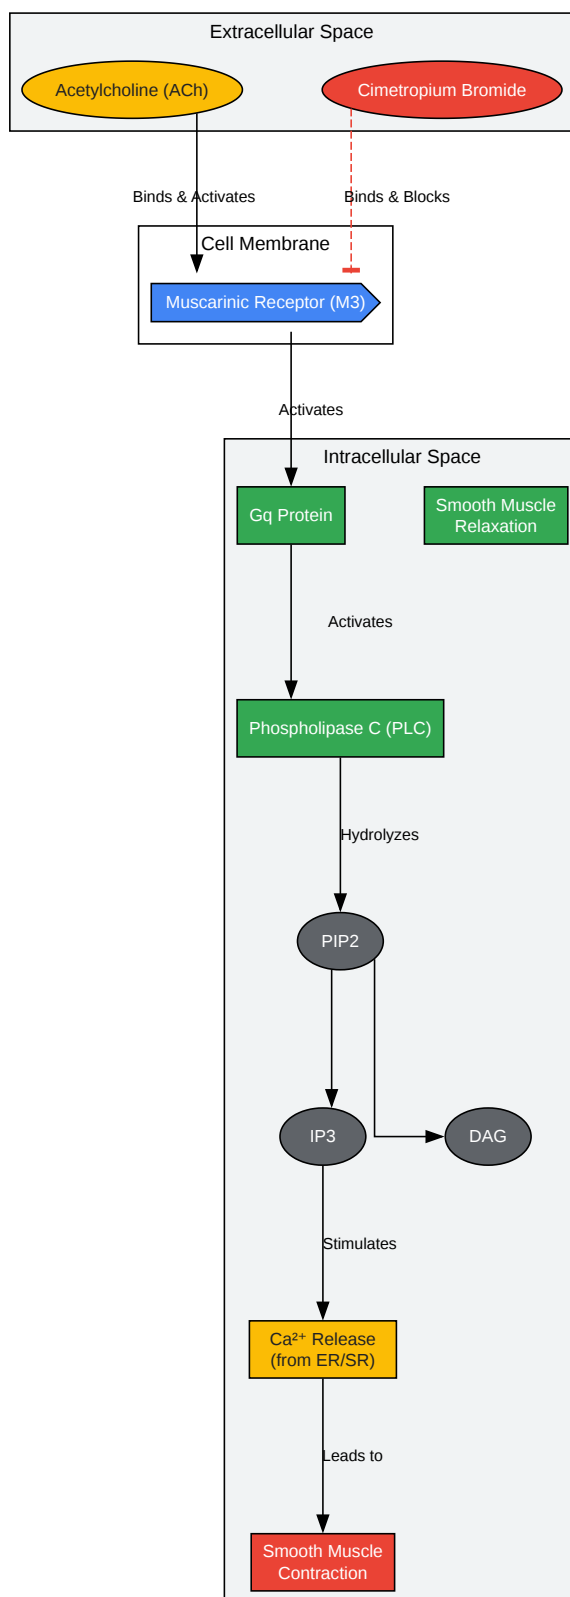 Extracellular Space
Acetylcholine (ACh)
Cimetropium Bromide
Binds & Activates
Binds & Blocks
Cell Membrane
Muscarinic Receptor (M3)
Activates
Intracellular Space
Gq Protein
Smooth Muscle
Relaxation
Activates
Phospholipase C (PLC)
Hydrolyzes
PIP2
IP3
DAG
Stimulates
Ca²⁺ Release
(from ER/SR)
Leads to
Smooth Muscle
Contraction